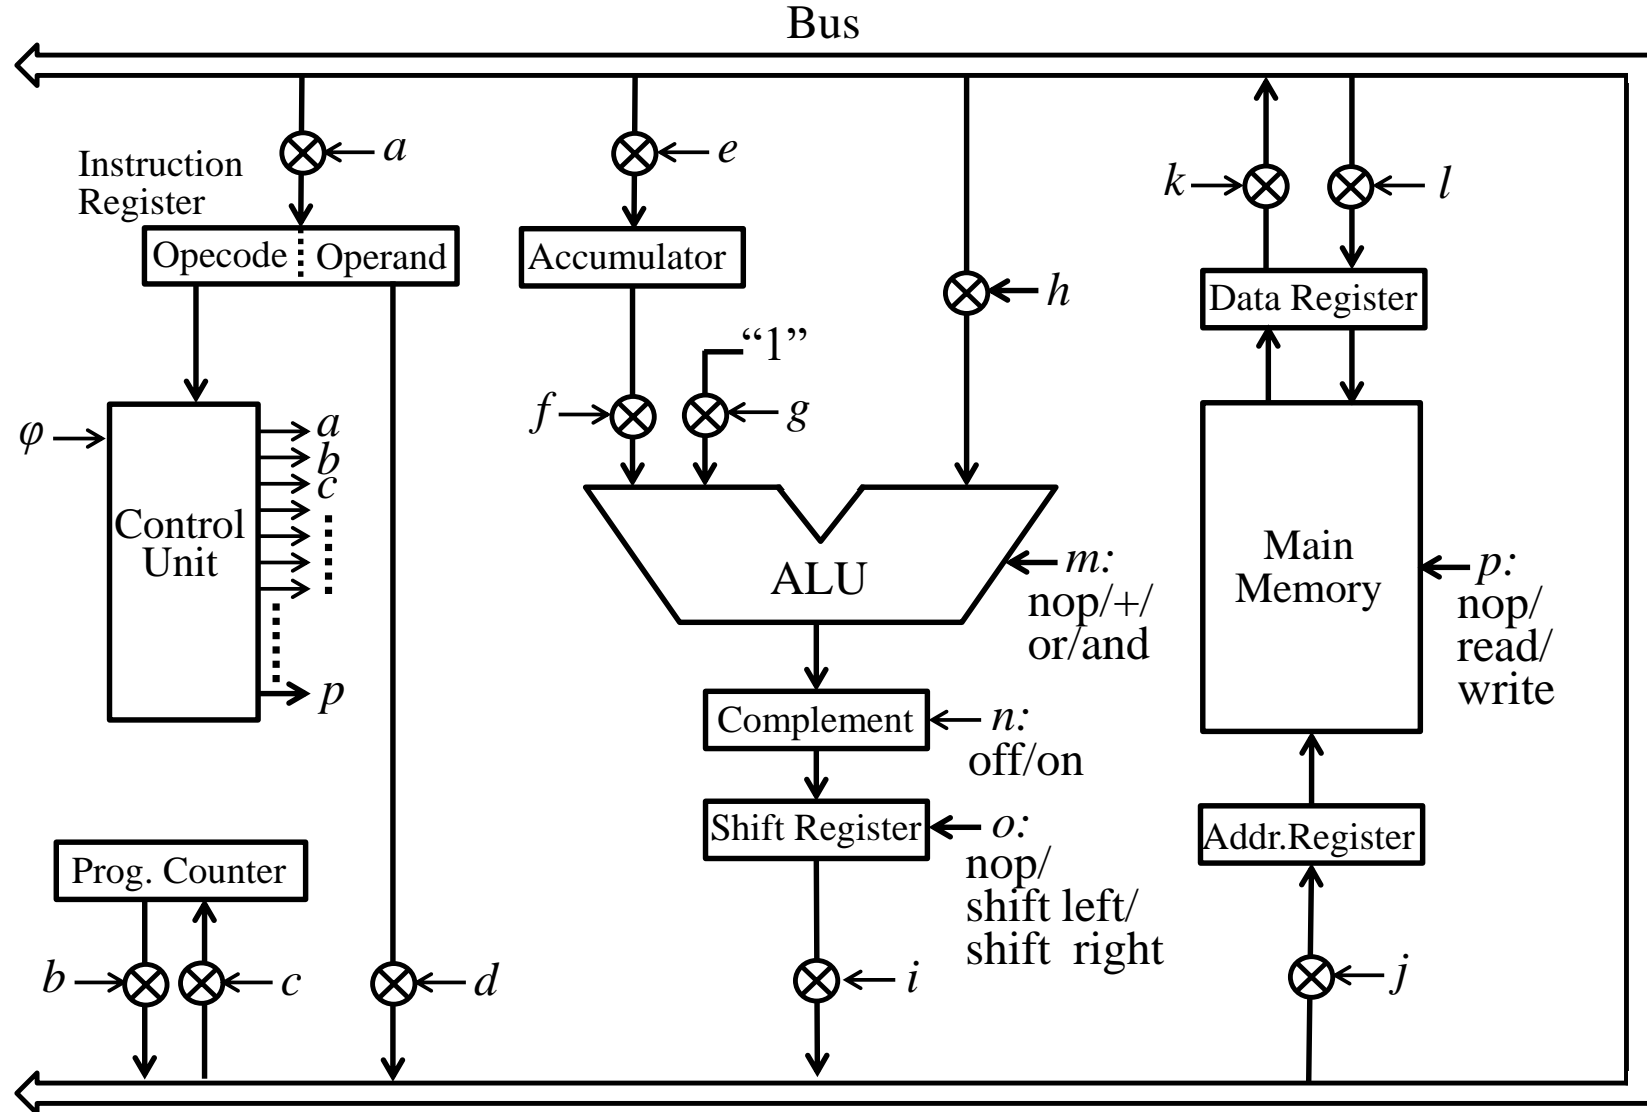 Bus
a
e
Instruction
Register
k
l
Opecode
Operand
Accumulator
h
Data Register
“1”
f
g
φ
a
b
c
Control
Unit
p
ALU
m:
nop/+/
or/and
Main
Memory
p:
nop/
read/
write
Complement
n:
off/on
Shift Register
o:
nop/
shift left/
shift right
Addr.Register
Prog. Counter
b
c
d
i
j